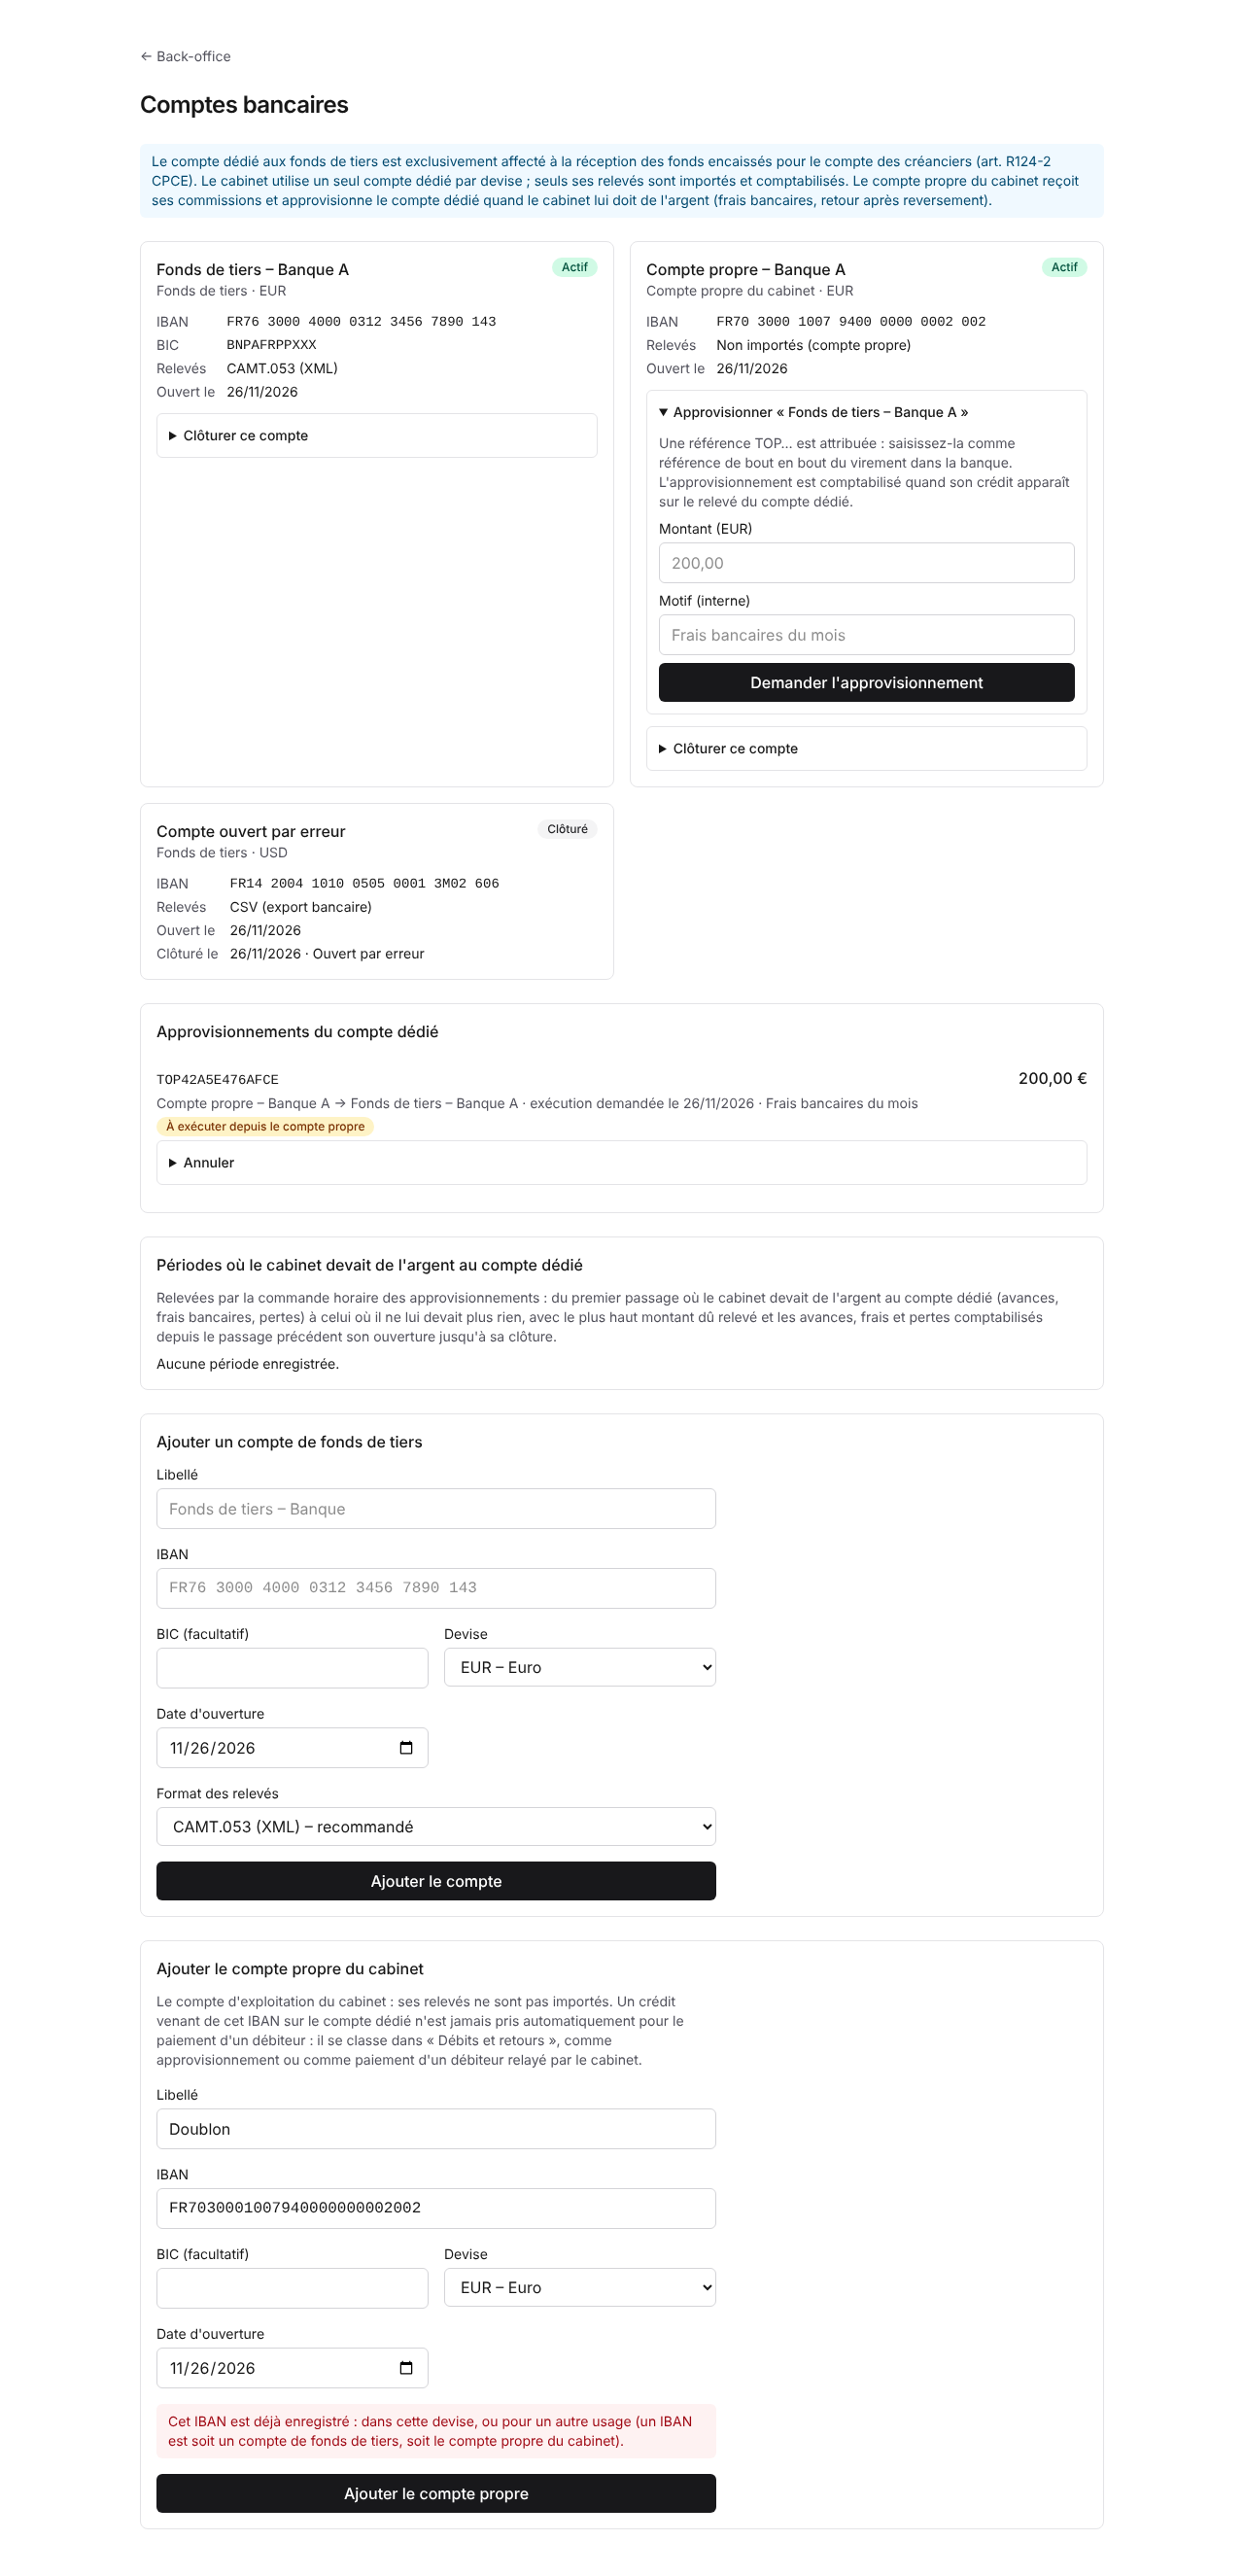 ← Back-office
Comptes bancaires
Le compte dédié aux fonds de tiers est exclusivement affecté à la réception des fonds encaissés pour le compte des créanciers (art. R124-2
CPCE). Le cabinet utilise un seul compte dédié par devise ; seuls ses relevés sont importés et comptabilisés. Le compte propre du cabinet reçoit
ses commissions et approvisionne le compte dédié quand le cabinet lui doit de l'argent (frais bancaires, retour après reversement).
Fonds de tiers – Banque A
Actif
Fonds de tiers · EUR
IBAN FR76 3000 4000 0312 3456 7890 143
BIC BNPAFRPPXXX
Relevés CAMT.053 (XML)
Ouvert le 26/11/2026
▶ Clôturer ce compte
Compte propre – Banque A
Actif
Compte propre du cabinet · EUR
IBAN FR70 3000 1007 9400 0000 0002 002
Relevés Non importés (compte propre)
Ouvert le 26/11/2026
▼ Approvisionner « Fonds de tiers – Banque A »
Une référence TOP… est attribuée : saisissez-la comme
référence de bout en bout du virement dans la banque.
L'approvisionnement est comptabilisé quand son crédit apparaît
sur le relevé du compte dédié.
Montant (EUR)
200,00
Motif (interne)
Frais bancaires du mois
Demander l'approvisionnement
▶ Clôturer ce compte
Compte ouvert par erreur
Clôturé
Fonds de tiers · USD
IBAN FR14 2004 1010 0505 0001 3M02 606
Relevés CSV (export bancaire)
Ouvert le 26/11/2026
Clôturé le 26/11/2026 · Ouvert par erreur
Approvisionnements du compte dédié
TOP42A5E476AFCE 200,00 €
Compte propre – Banque A → Fonds de tiers – Banque A · exécution demandée le 26/11/2026 · Frais bancaires du mois
À exécuter depuis le compte propre
▶ Annuler
Périodes où le cabinet devait de l'argent au compte dédié
Relevées par la commande horaire des approvisionnements : du premier passage où le cabinet devait de l'argent au compte dédié (avances,
frais bancaires, pertes) à celui où il ne lui devait plus rien, avec le plus haut montant dû relevé et les avances, frais et pertes comptabilisés
depuis le passage précédent son ouverture jusqu'à sa clôture.
Aucune période enregistrée.
Ajouter un compte de fonds de tiers
Libellé
Fonds de tiers – Banque
IBAN
FR76 3000 4000 0312 3456 7890 143
BIC (facultatif) Devise
EUR – Euro
Date d'ouverture
11/26/2026
Format des relevés
CAMT.053 (XML) – recommandé
Ajouter le compte
Ajouter le compte propre du cabinet
Le compte d'exploitation du cabinet : ses relevés ne sont pas importés. Un crédit
venant de cet IBAN sur le compte dédié n'est jamais pris automatiquement pour le
paiement d'un débiteur : il se classe dans « Débits et retours », comme
approvisionnement ou comme paiement d'un débiteur relayé par le cabinet.
Libellé
Doublon
IBAN
FR7030001007940000000002002
BIC (facultatif) Devise
EUR – Euro
Date d'ouverture
11/26/2026
Cet IBAN est déjà enregistré : dans cette devise, ou pour un autre usage (un IBAN
est soit un compte de fonds de tiers, soit le compte propre du cabinet).
Ajouter le compte propre